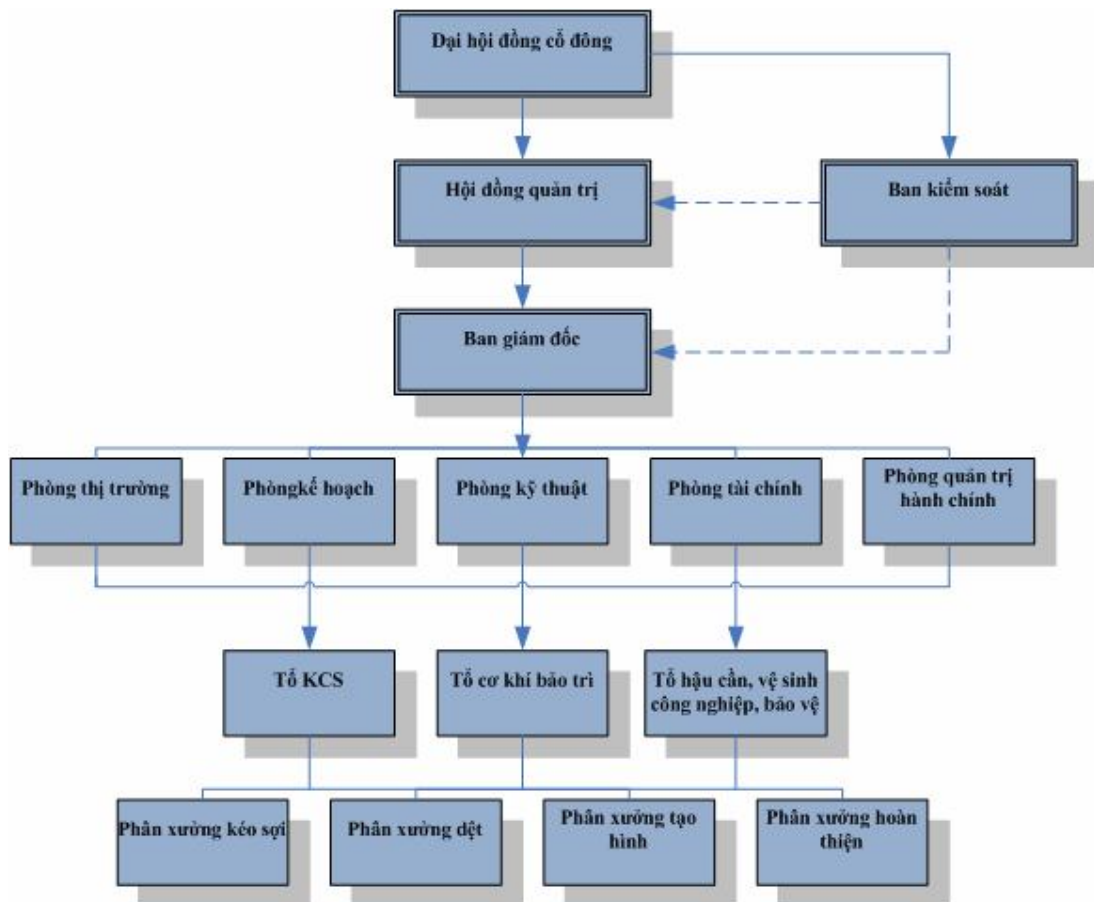 Đại hội đồng cổ đông
Hội đồng quản trị
Ban kiểm soát
Ban giám đốc
Phòng thị trường
Phòngkế hoạch
Phòng kỹ thuật
Phòng tài chính
Phòng quản trị
hành chính
Tổ KCS
Tổ cơ khí bảo trì
Tổ hậu cần, vệ sinh
công nghiệp, bảo vệ
Phân xưởng kéo sợi
Phân xưởng dệt
Phân xưởng tạo
hình
Phân xưởng hoàn
thiện